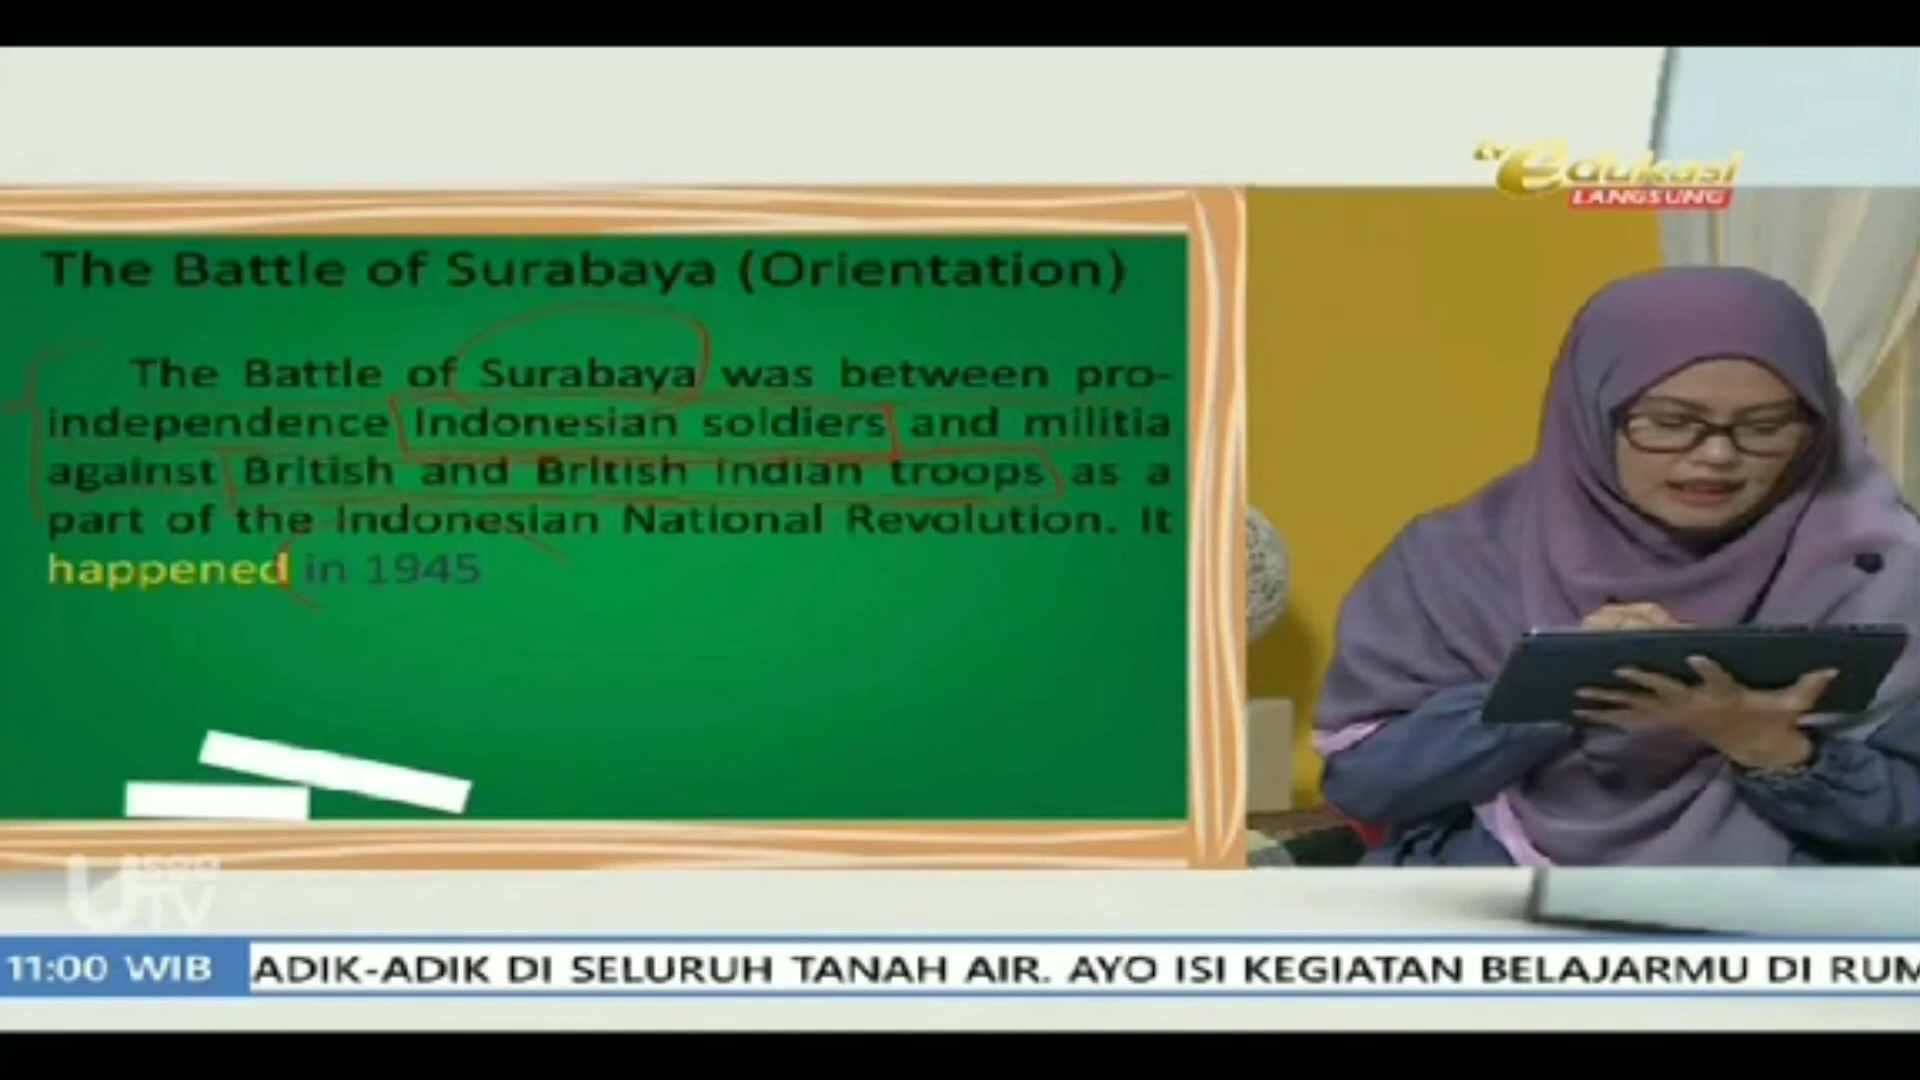 tv edukasi
LANGSUNG
The Battle of Surabaya (Orientation)
The Battle of Surabaya was between pro-
independence Indonesian soldiers and militia
against British and British Indian troops as a
part of the Indonesian National Revolution. It
happened in 1945
Usaa
TV
11:00 WIB ADIK-ADIK DI SELURUH TANAH AIR. AYO ISI KEGIATAN BELAJARMU DI RUM